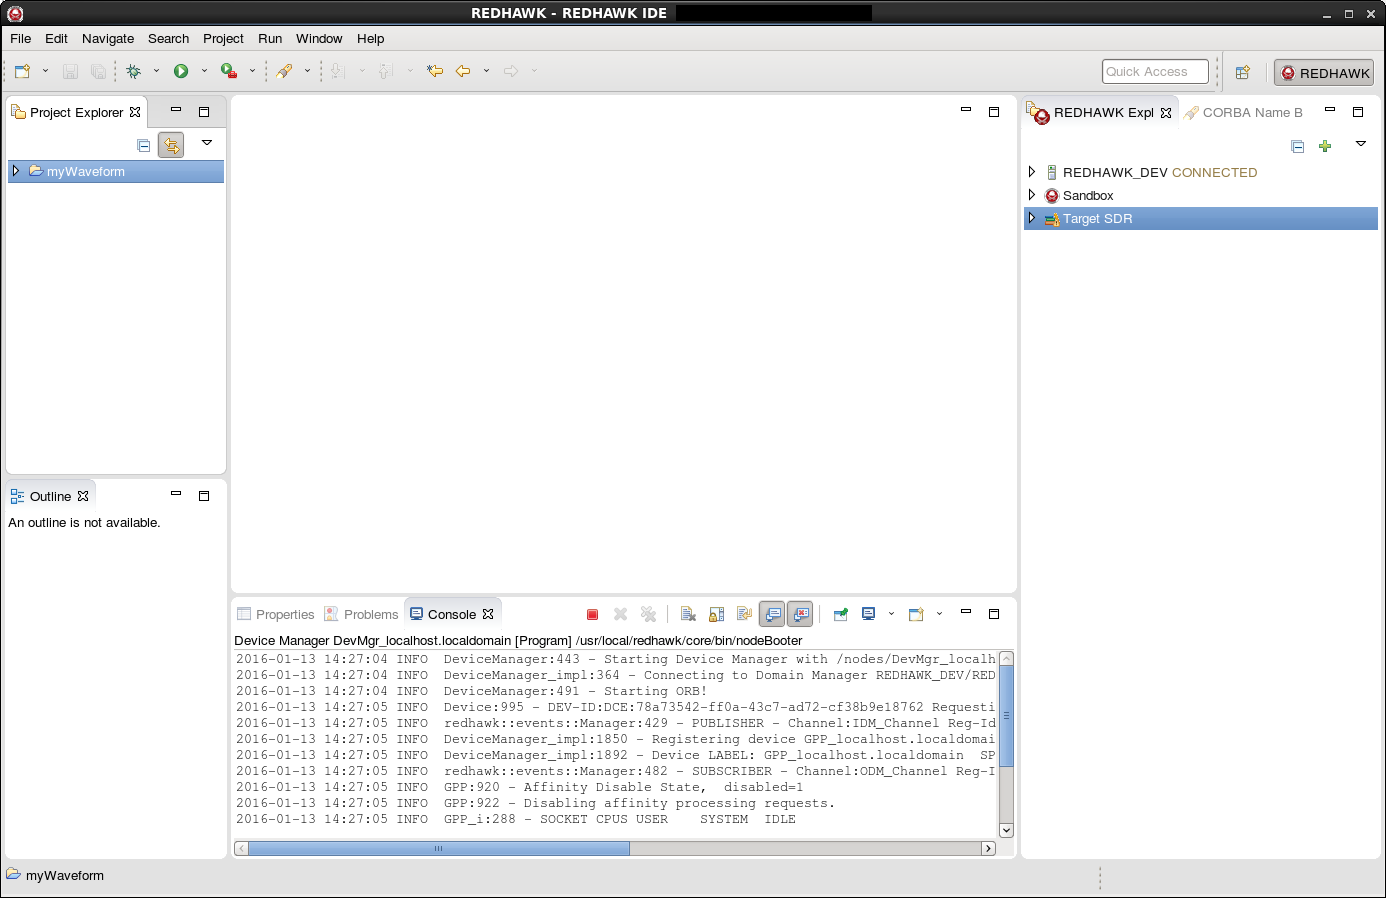 REDHAWK - REDHAWK IDE
File Edit Navigate Search Project Run Window Help
Quick Access
REDHAWK
Project Explorer
myWaveform
Outline
An outline is not available.
Properties Problems Console
Device Manager DevMgr_localhost.localdomain [Program] /usr/local/redhawk/core/bin/nodeBooter
2016-01-13 14:27:04 INFO DeviceManager:443 - Starting Device Manager with /nodes/DevMgr_localh
2016-01-13 14:27:04 INFO DeviceManager_impl:364 - Connecting to Domain Manager REDHAWK_DEV/RED
2016-01-13 14:27:04 INFO DeviceManager:491 - Starting ORB!
2016-01-13 14:27:05 INFO Device:995 - DEV-ID:DCE:78a73542-ff0a-43c7-ad72-cf38b9e18762 Requesti
2016-01-13 14:27:05 INFO redhawk::events::Manager:429 - PUBLISHER - Channel:IDM_Channel Reg-Id
2016-01-13 14:27:05 INFO DeviceManager_impl:1850 - Registering device GPP_localhost.localdomai
2016-01-13 14:27:05 INFO DeviceManager_impl:1892 - Device LABEL: GPP_localhost.localdomain SP
2016-01-13 14:27:05 INFO redhawk::events::Manager:482 - SUBSCRIBER - Channel:ODM_Channel Reg-I
2016-01-13 14:27:05 INFO GPP:920 - Affinity Disable State, disabled=1
2016-01-13 14:27:05 INFO GPP:922 - Disabling affinity processing requests.
2016-01-13 14:27:05 INFO GPP_i:288 - SOCKET CPUS USER SYSTEM IDLE
REDHAWK Expl CORBA Name B
REDHAWK_DEV CONNECTED
Sandbox
Target SDR
myWaveform